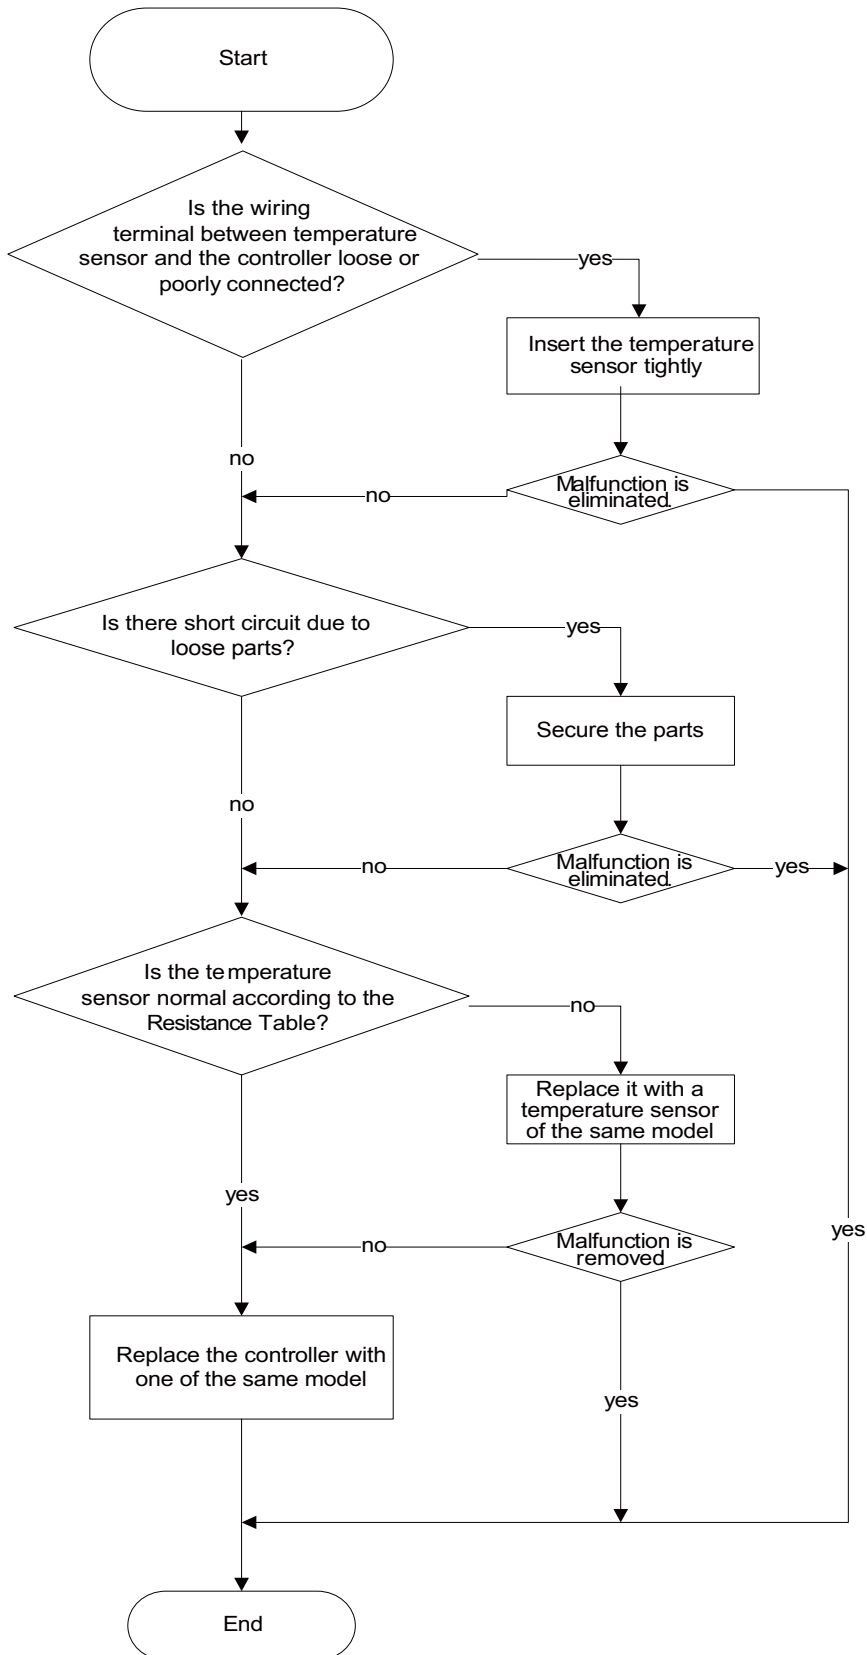 Start
Is the wiring
terminal between temperature
sensor and the controller loose or
poorly connected?
yes
Insert the temperature
sensor tightly
no
Malfunction is
eliminated.
no
Is there short circuit due to
loose parts?
yes
Secure the parts
no
Malfunction is
eliminated.
no
yes
Is the temperature
sensor normal according to the
Resistance Table?
no
Replace it with a
temperature sensor
of the same model
yes
yes
Malfunction is
removed
no
Replace the controller with
one of the same model
yes
End